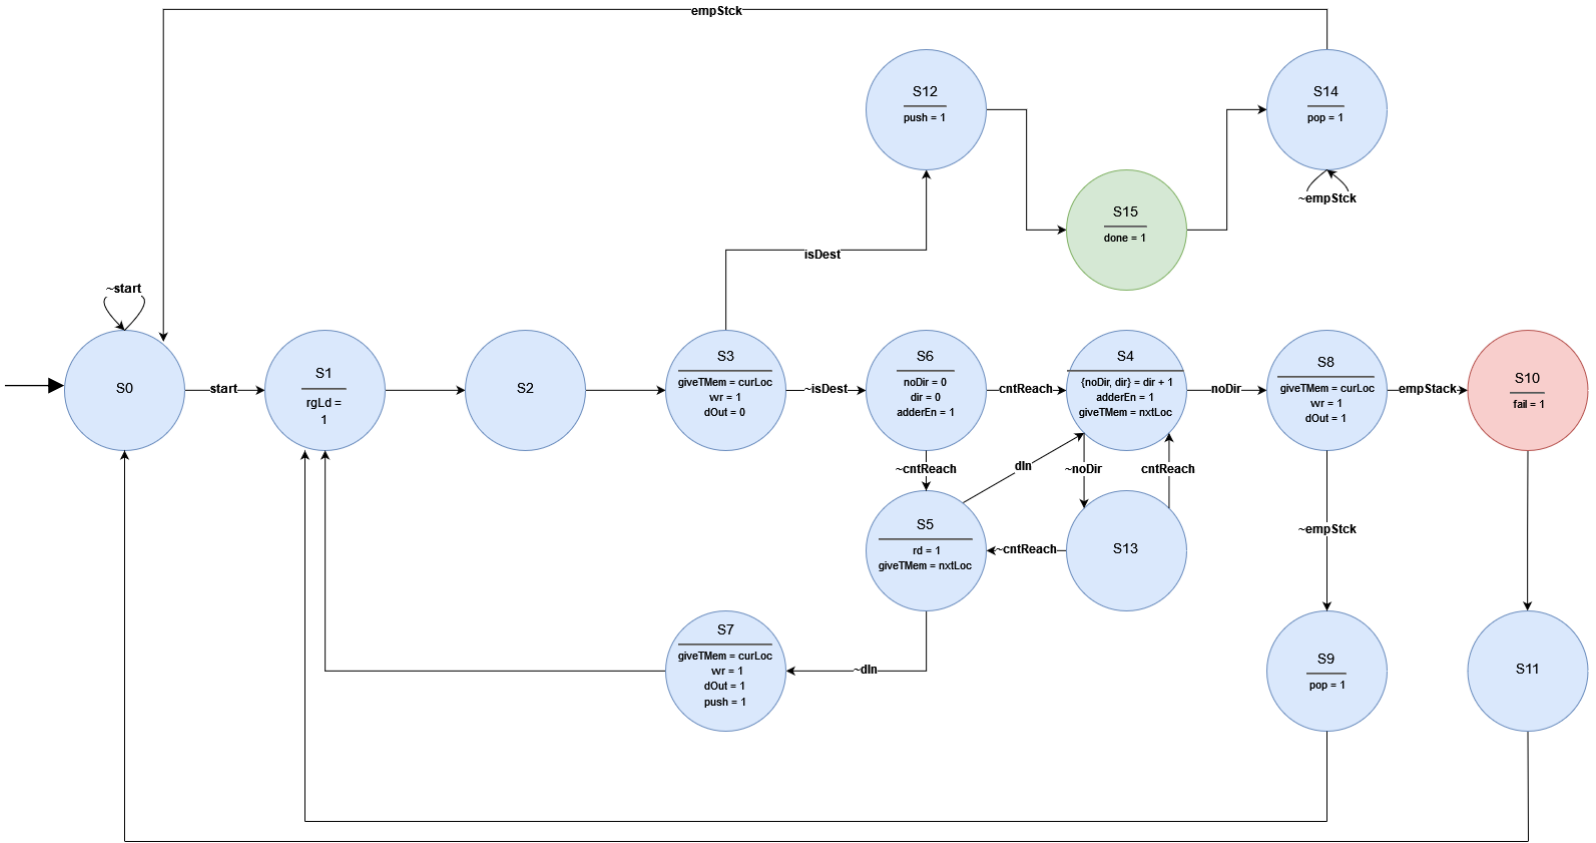 empStck
S12
push = 1
S14
pop = 1
~empStck
S15
done = 1
isDest
~start
S0
start
S1
rgLd =
1
S2
S3
giveTMem = curLoc
wr = 1
dOut = 0
~isDest
S6
noDir = 0
dir = 0
adderEn = 1
cntReach
S4
{noDir, dir} = dir + 1
adderEn = 1
giveTMem = nxtLoc
noDir
S8
giveTMem = curLoc
wr = 1
dOut = 1
empStack
S10
fail = 1
~cntReach
dIn
~noDir
cntReach
S5
rd = 1
giveTMem = nxtLoc
~cntReach
S13
~empStck
S7
giveTMem = curLoc
wr = 1
dOut = 1
push = 1
~dIn
S9
pop = 1
S11